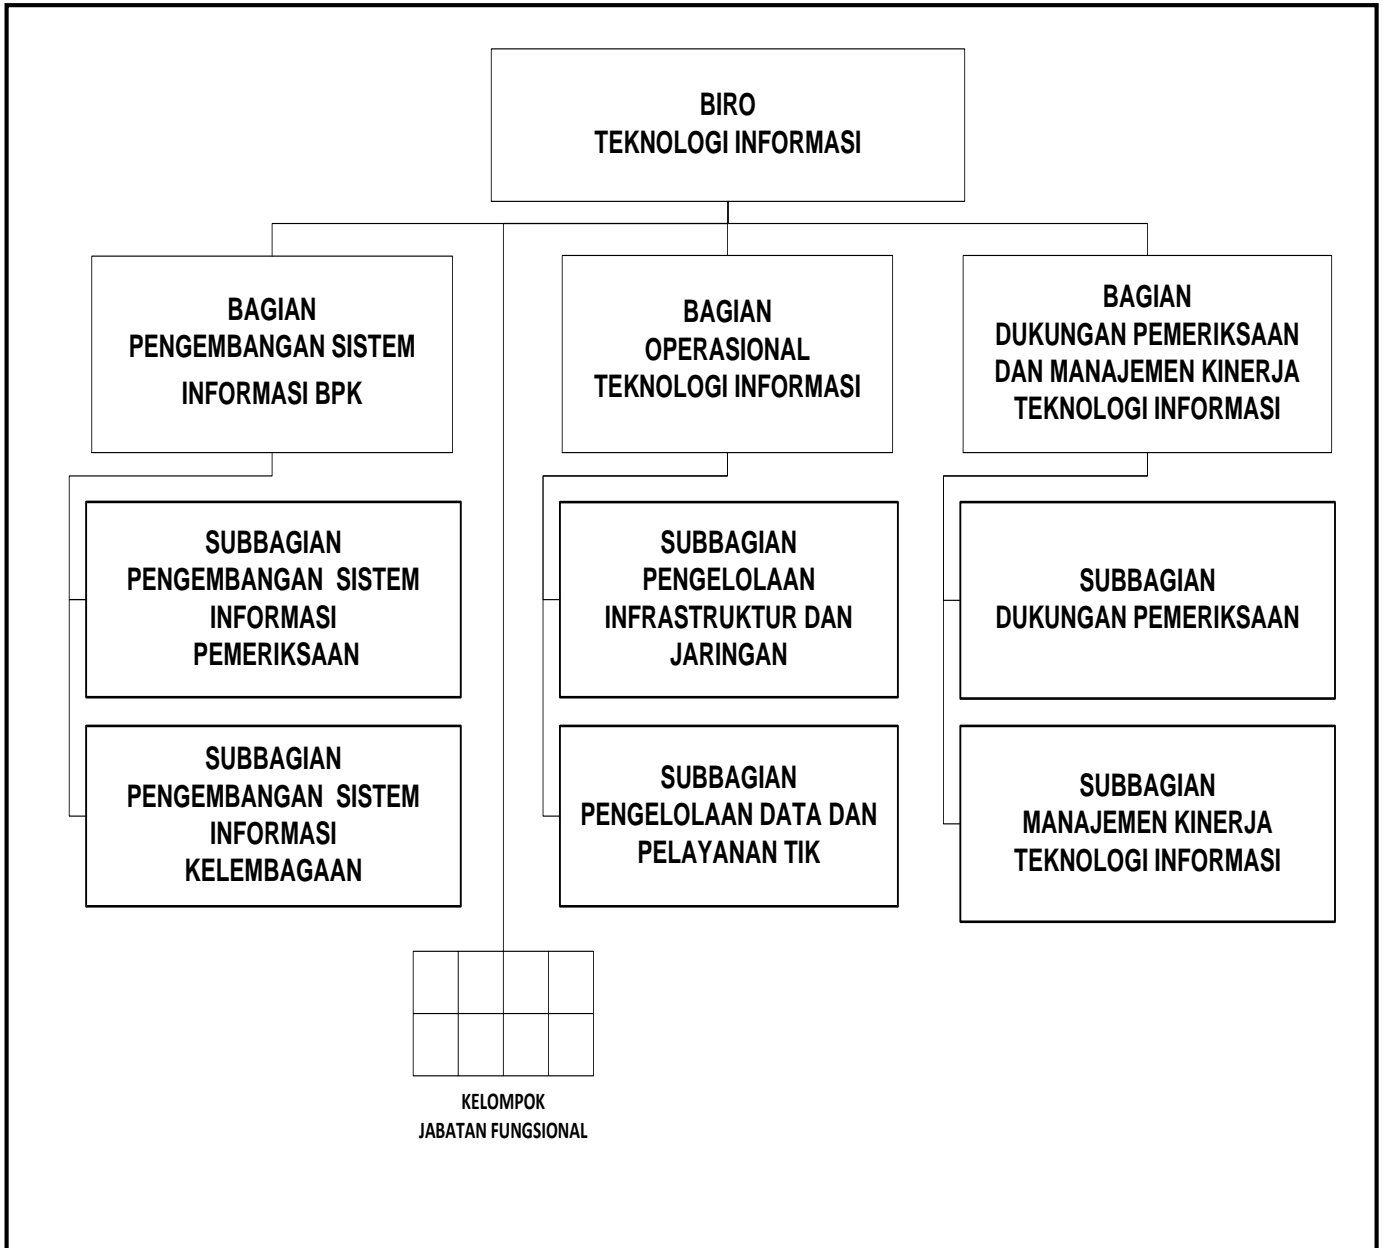 BIRO
TEKNOLOGI INFORMASI
BAGIAN
PENGEMBANGAN SISTEM
INFORMASI BPK
BAGIAN
OPERASIONAL
TEKNOLOGI INFORMASI
BAGIAN
DUKUNGAN PEMERIKSAAN
DAN MANAJEMEN KINERJA
TEKNOLOGI INFORMASI
SUBBAGIAN
PENGEMBANGAN SISTEM
INFORMASI
PEMERIKSAAN
SUBBAGIAN
PENGELOLAAN
INFRASTRUKTUR DAN
JARINGAN
SUBBAGIAN
DUKUNGAN PEMERIKSAAN
SUBBAGIAN
PENGEMBANGAN SISTEM
INFORMASI
KELEMBAGAAN
SUBBAGIAN
PENGELOLAAN DATA DAN
PELAYANAN TIK
SUBBAGIAN
MANAJEMEN KINERJA
TEKNOLOGI INFORMASI
KELOMPOK
JABATAN FUNGSIONAL